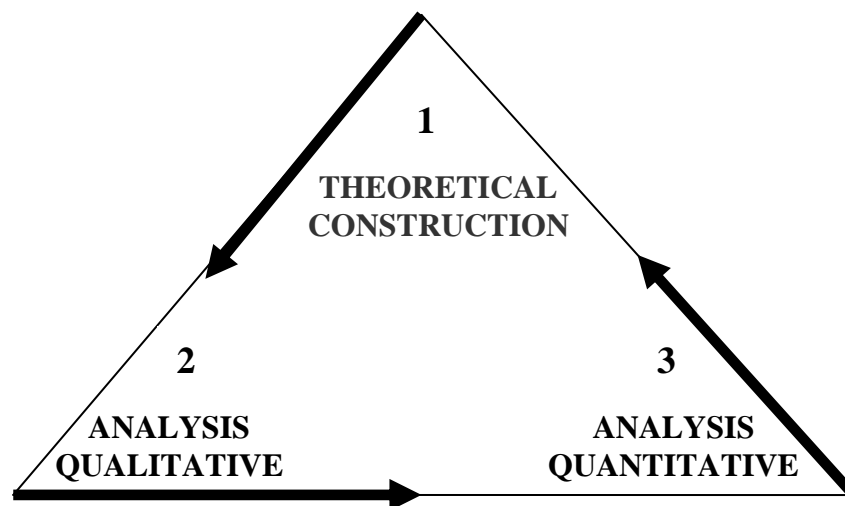 1
THEORETICAL
CONSTRUCTION
2
ANALYSIS
QUALITATIVE
3
ANALYSIS
QUANTITATIVE